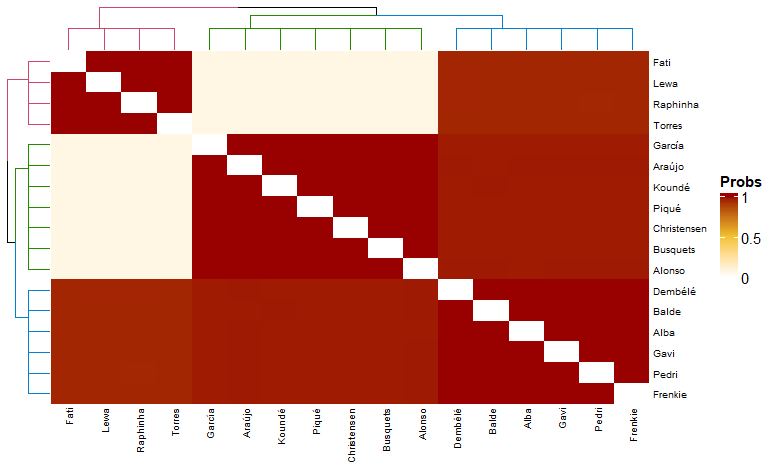 Fati
Lewa
Raphinha
Torres
García
Araújo
Koundé
Piqué
Christensen
Busquets
Alonso
Dembélé
Balde
Alba
Gavi
Pedri
Frenkie
Probs
1
0.5
0
Fati
Lewa
Raphinha
Torres
García
Araújo
Koundé
Piqué
Christensen
Busquets
Alonso
Dembélé
Balde
Alba
Gavi
Pedri
Frenkie